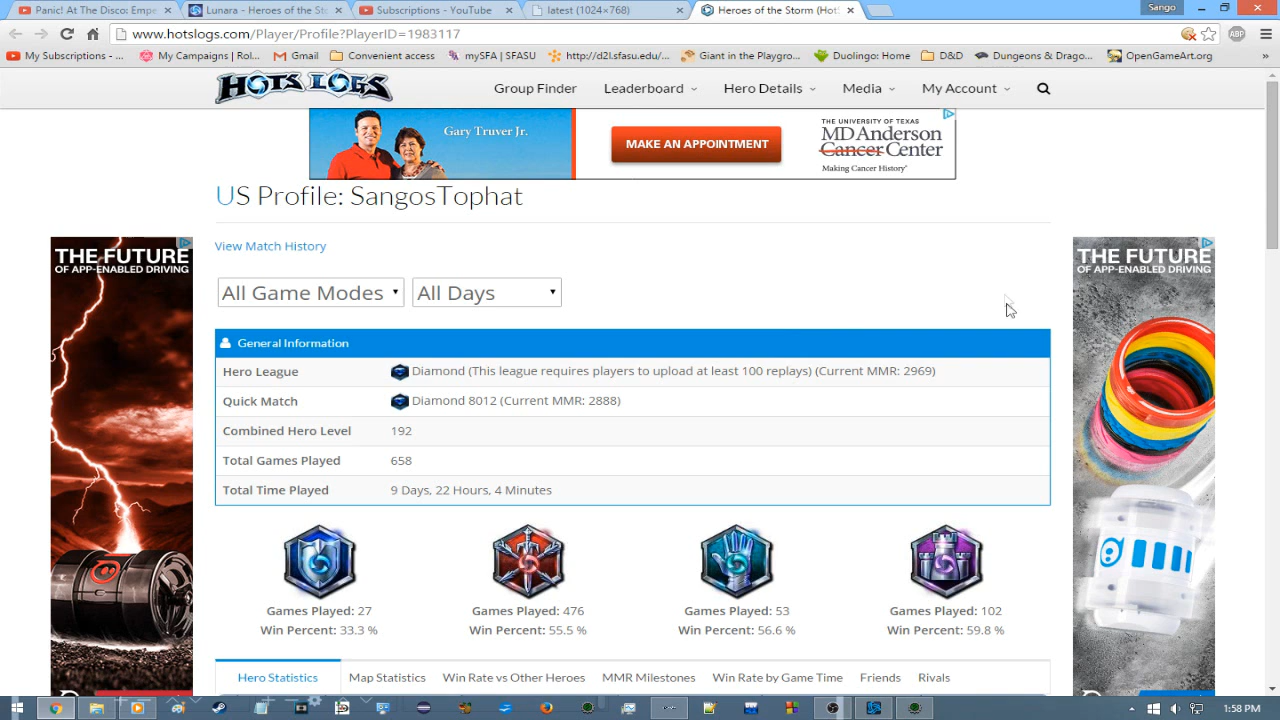 Panic! At The Disco: Empe
Lunara - Heroes of the St
Subscriptions - YouTube
latest (1024×768)
Heroes of the Storm (Hot
Sango
www.hotslogs.com/Player/Profile?PlayerID=1983117
ABP
My Subscriptions - ...
My Campaigns | Rol...
Gmail
Convenient access
mySFA | SFASU
http://d2l.sfasu.edu/...
Giant in the Playgro...
Duolingo: Home
D&D
Dungeons & Drago...
OpenGameArt.org
HOTS LOGS
Group Finder
Leaderboard
Hero Details
Media
My Account
Gary Truver Jr.
MAKE AN APPOINTMENT
THE UNIVERSITY OF TEXAS
MD Anderson
Cancer Center
Making Cancer History®
US Profile: SangosTophat
View Match History
THE FUTURE
OF APP-ENABLED DRIVING
THE FUTURE
OF APP-ENABLED DRIVING
All Game Modes
All Days
General Information
Hero League Diamond (This league requires players to upload at least 100 replays) (Current MMR: 2969)
Quick Match Diamond 8012 (Current MMR: 2888)
Combined Hero Level 192
Total Games Played 658
Total Time Played 9 Days, 22 Hours, 4 Minutes
Games Played: 27
Win Percent: 33.3 %
Games Played: 476
Win Percent: 55.5 %
Games Played: 53
Win Percent: 56.6 %
Games Played: 102
Win Percent: 59.8 %
Hero Statistics
Map Statistics
Win Rate vs Other Heroes
MMR Milestones
Win Rate by Game Time
Friends
Rivals
1:58 PM